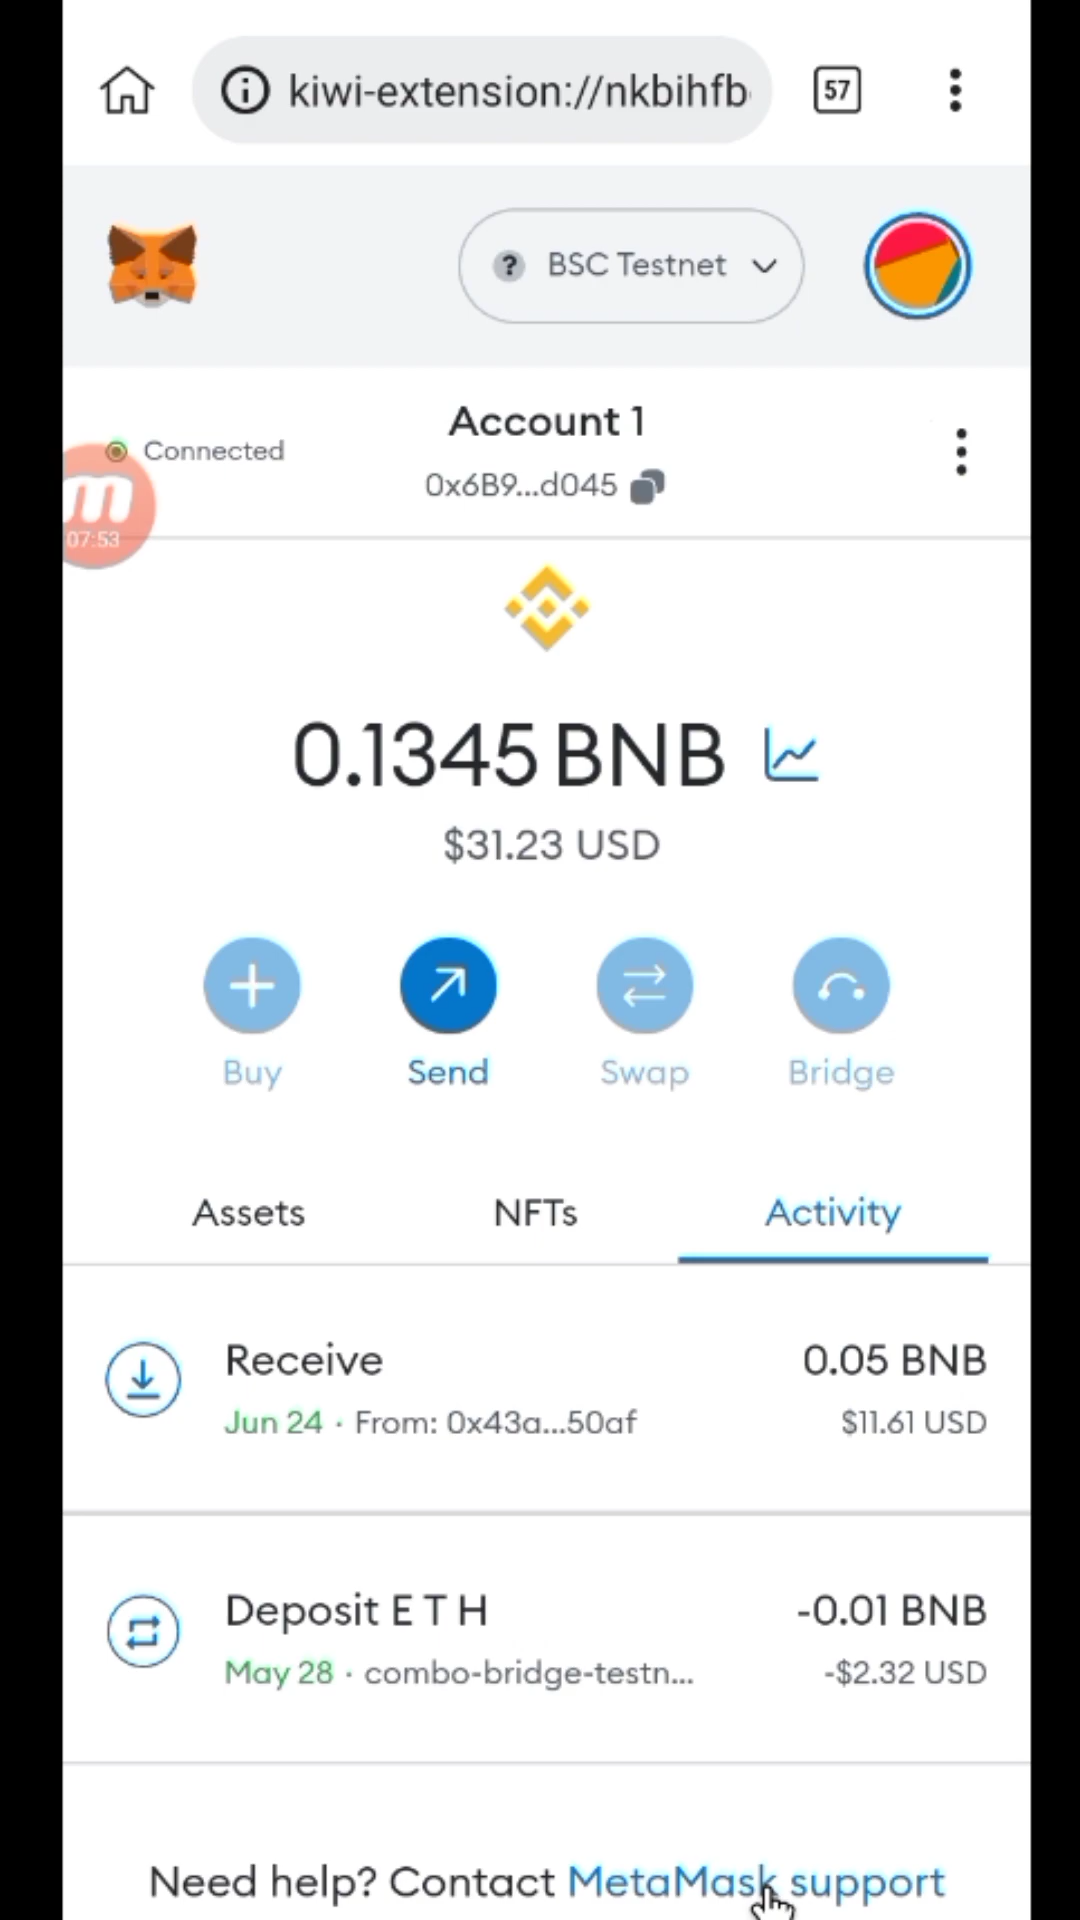 kiwi-extension://nkbihfb
57
? BSC Testnet
Account 1
Connected
0x6B9...d045
m
07:53
0.1345 BNB
$31.23 USD
Buy Send Swap Bridge
Assets NFTs Activity
Receive 0.05 BNB
Jun 24 · From: 0x43a...50af $11.61 USD
Deposit E T H -0.01 BNB
May 28 · combo-bridge-testn... -$2.32 USD
Need help? Contact MetaMask support